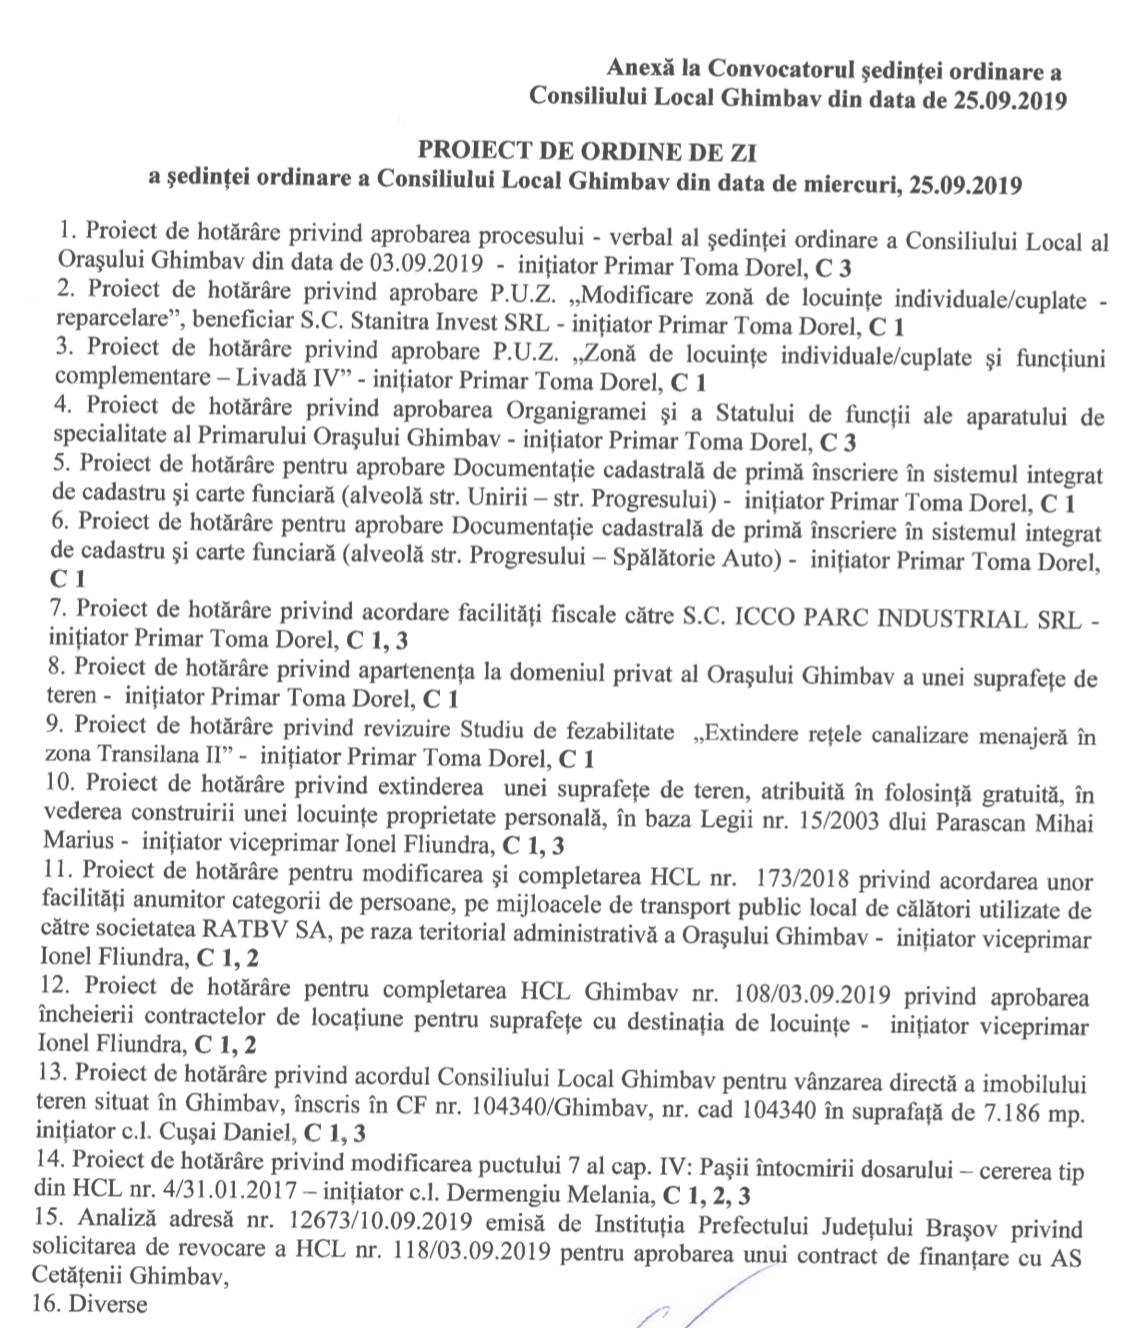 Anexă la Convocatorul şedinţei ordinare a
Consiliului Local Ghimbav din data de 25.09.2019
PROIECT DE ORDINE DE ZI
a şedinţei ordinare a Consiliului Local Ghimbav din data de miercuri, 25.09.2019
1. Proiect de hotărâre privind aprobarea procesului - verbal al şedinţei ordinare a Consiliului Local al
Oraşului Ghimbav din data de 03.09.2019 - iniţiator Primar Toma Dorel, C 3
2. Proiect de hotărâre privind aprobare P.U.Z. „Modificare zonă de locuinţe individuale/cuplate -
reparcelare”, beneficiar S.C. Stanitra Invest SRL - iniţiator Primar Toma Dorel, C 1
3. Proiect de hotărâre privind aprobare P.U.Z. „Zonă de locuinţe individuale/cuplate şi funcţiuni
complementare – Livadă IV” - iniţiator Primar Toma Dorel, C 1
4. Proiect de hotărâre privind aprobarea Organigramei şi a Statului de funcţii ale aparatului de
specialitate al Primarului Oraşului Ghimbav - iniţiator Primar Toma Dorel, C 3
5. Proiect de hotărâre pentru aprobare Documentaţie cadastrală de primă înscriere în sistemul integrat
de cadastru şi carte funciară (alveolă str. Unirii – str. Progresului) - iniţiator Primar Toma Dorel, C 1
6. Proiect de hotărâre pentru aprobare Documentaţie cadastrală de primă înscriere în sistemul integrat
de cadastru şi carte funciară (alveolă str. Progresului – Spălătorie Auto) - iniţiator Primar Toma Dorel,
C 1
7. Proiect de hotărâre privind acordare facilităţi fiscale către S.C. ICCO PARC INDUSTRIAL SRL -
iniţiator Primar Toma Dorel, C 1, 3
8. Proiect de hotărâre privind apartenenţa la domeniul privat al Oraşului Ghimbav a unei suprafeţe de
teren - iniţiator Primar Toma Dorel, C 1
9. Proiect de hotărâre privind revizuire Studiu de fezabilitate „Extindere reţele canalizare menajeră în
zona Transilana II” - iniţiator Primar Toma Dorel, C 1
10. Proiect de hotărâre privind extinderea unei suprafeţe de teren, atribuită în folosinţă gratuită, în
vederea construirii unei locuinţe proprietate personală, în baza Legii nr. 15/2003 dlui Parascan Mihai
Marius - iniţiator viceprimar Ionel Fliundra, C 1, 3
11. Proiect de hotărâre pentru modificarea şi completarea HCL nr. 173/2018 privind acordarea unor
facilităţi anumitor categorii de persoane, pe mijloacele de transport public local de călători utilizate de
către societatea RATBV SA, pe raza teritorial administrativă a Oraşului Ghimbav - iniţiator viceprimar
Ionel Fliundra, C 1, 2
12. Proiect de hotărâre pentru completarea HCL Ghimbav nr. 108/03.09.2019 privind aprobarea
încheierii contractelor de locaţiune pentru suprafeţe cu destinaţia de locuinţe - iniţiator viceprimar
Ionel Fliundra, C 1, 2
13. Proiect de hotărâre privind acordul Consiliului Local Ghimbav pentru vânzarea directă a imobilului
teren situat în Ghimbav, înscris în CF nr. 104340/Ghimbav, nr. cad 104340 în suprafaţă de 7.186 mp.
iniţiator c.l. Cuşai Daniel, C 1, 3
14. Proiect de hotărâre privind modificarea puctului 7 al cap. IV: Paşii întocmirii dosarului – cererea tip
din HCL nr. 4/31.01.2017 – iniţiator c.l. Dermengiu Melania, C 1, 2, 3
15. Analiză adresă nr. 12673/10.09.2019 emisă de Instituţia Prefectului Judeţului Braşov privind
solicitarea de revocare a HCL nr. 118/03.09.2019 pentru aprobarea unui contract de finanţare cu AS
Cetăţenii Ghimbav,
16. Diverse